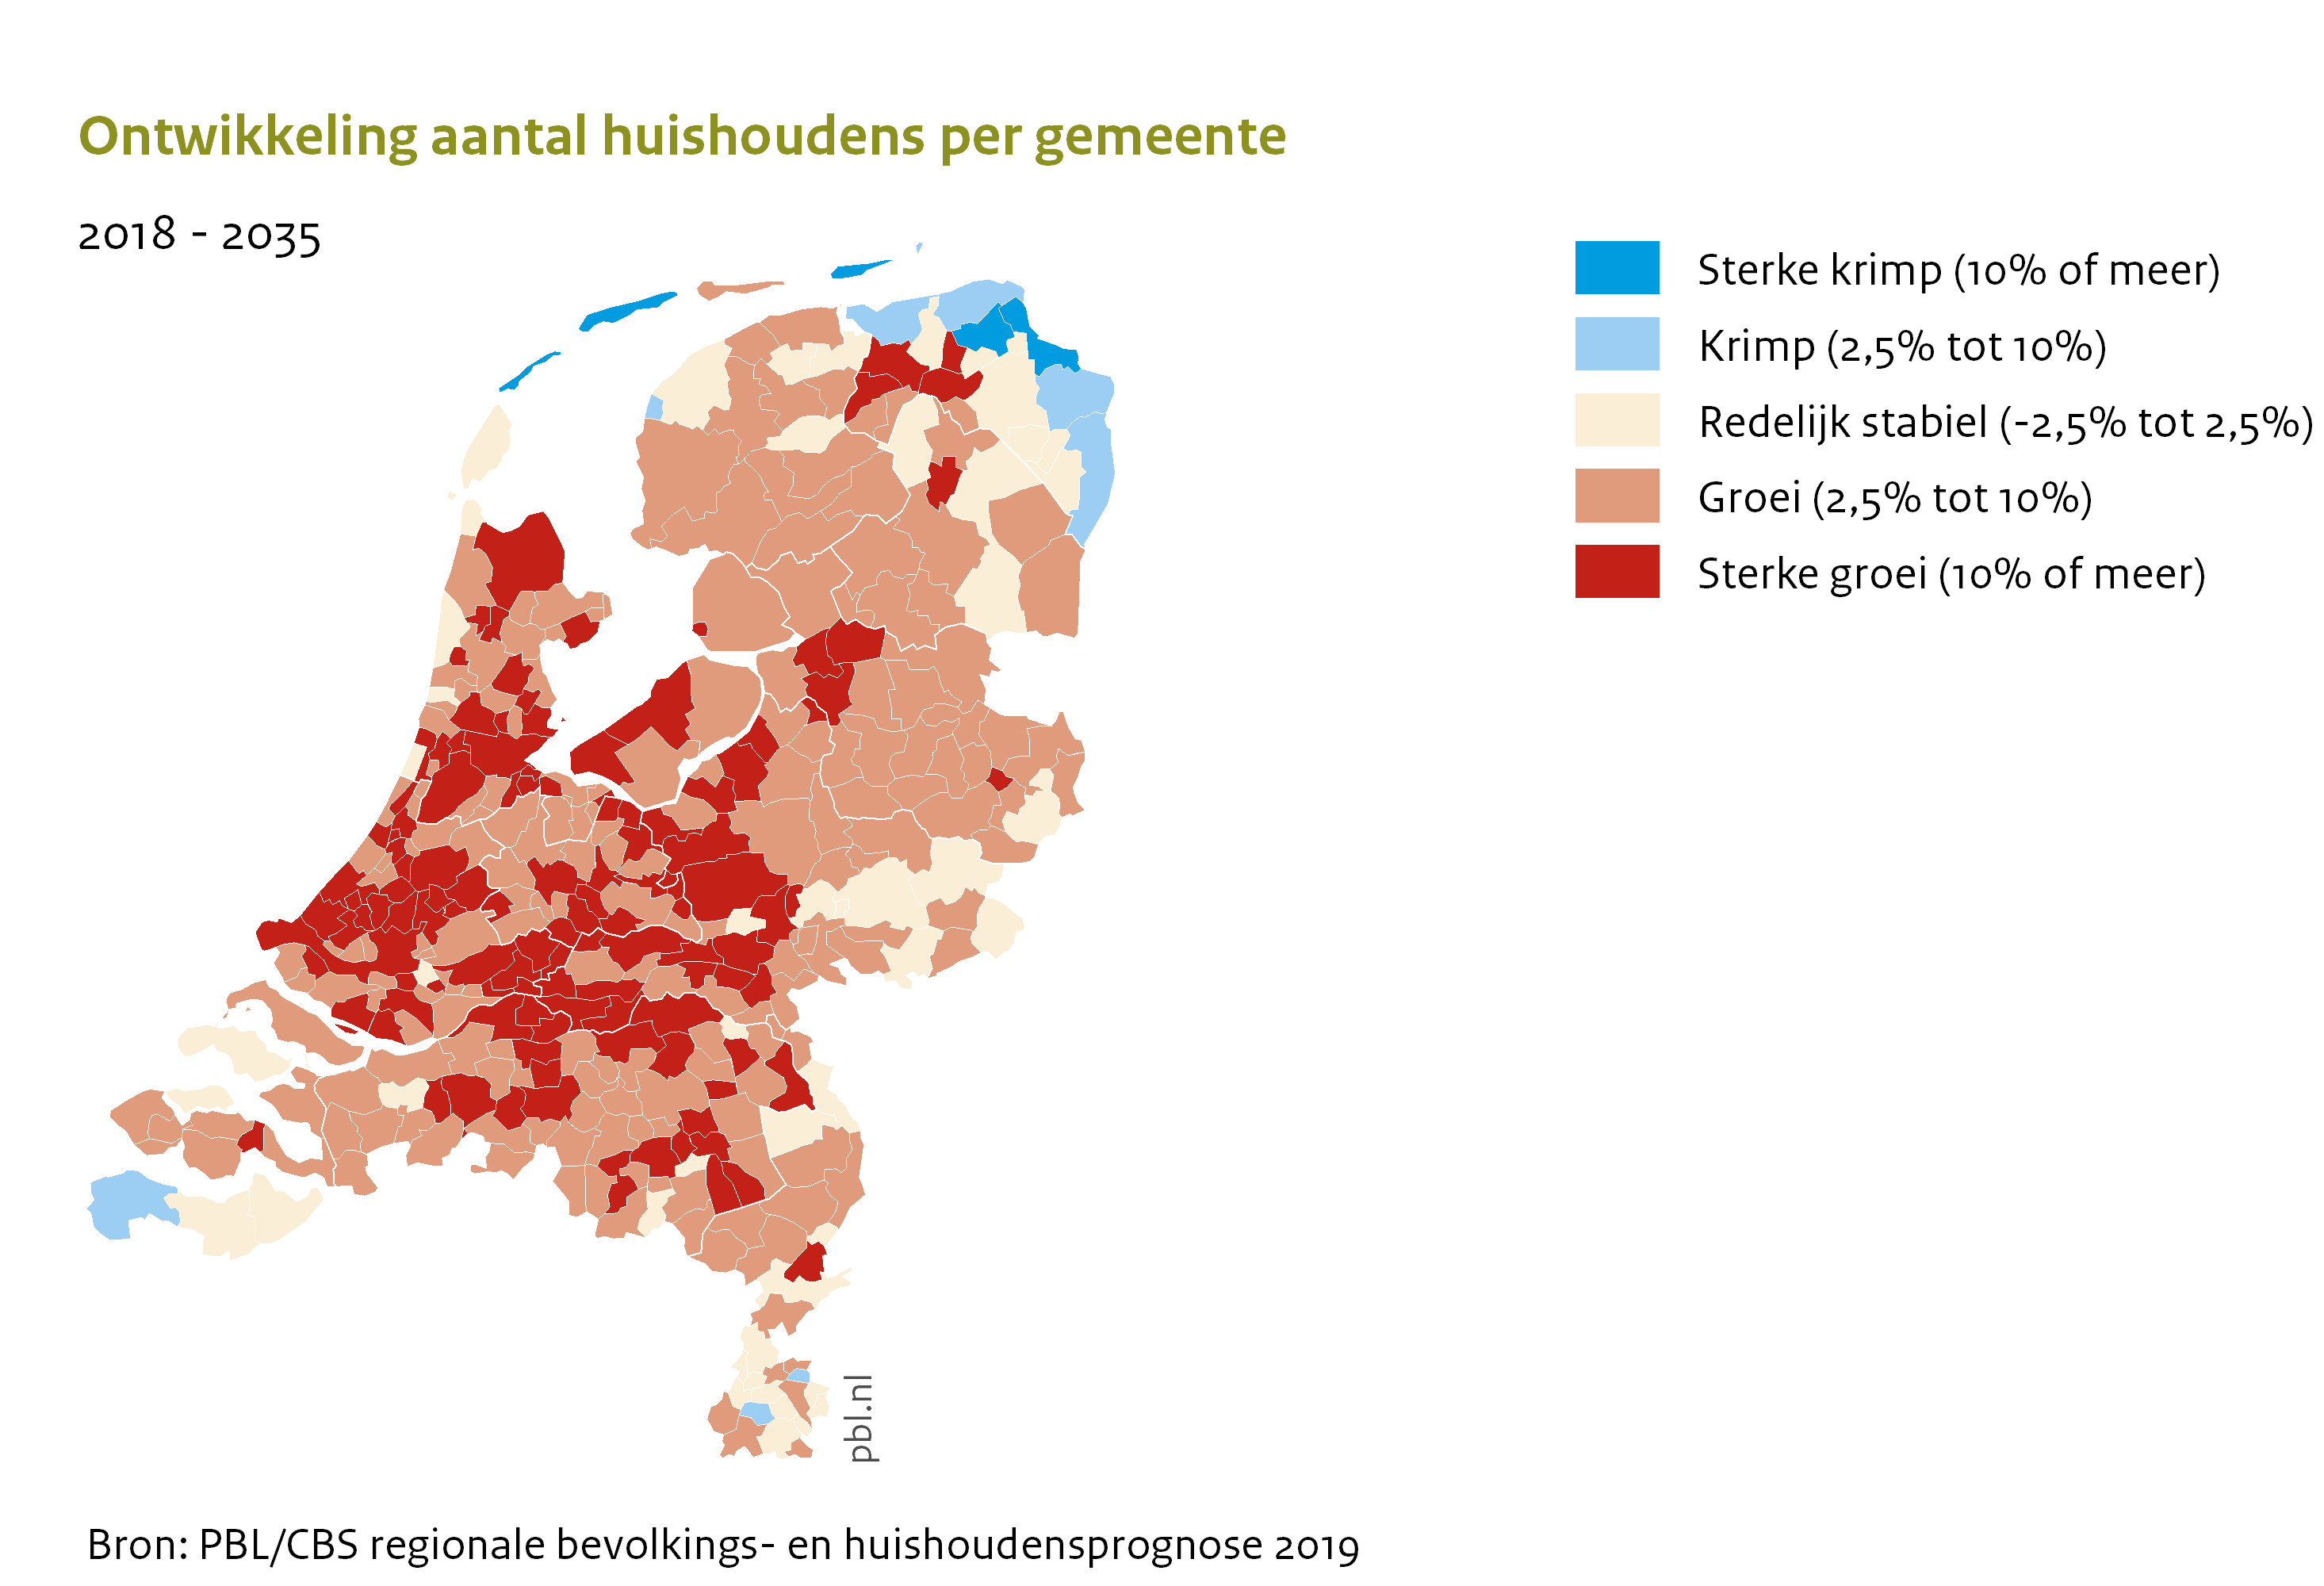 Ontwikkeling aantal huishoudens per gemeente
2018 - 2035
Sterke krimp (10% of meer)
Krimp (2,5% tot 10%)
Redelijk stabiel (-2,5% tot 2,5%)
Groei (2,5% tot 10%)
Sterke groei (10% of meer)
pbl.nl
Bron: PBL/CBS regionale bevolkings- en huishoudensprognose 2019